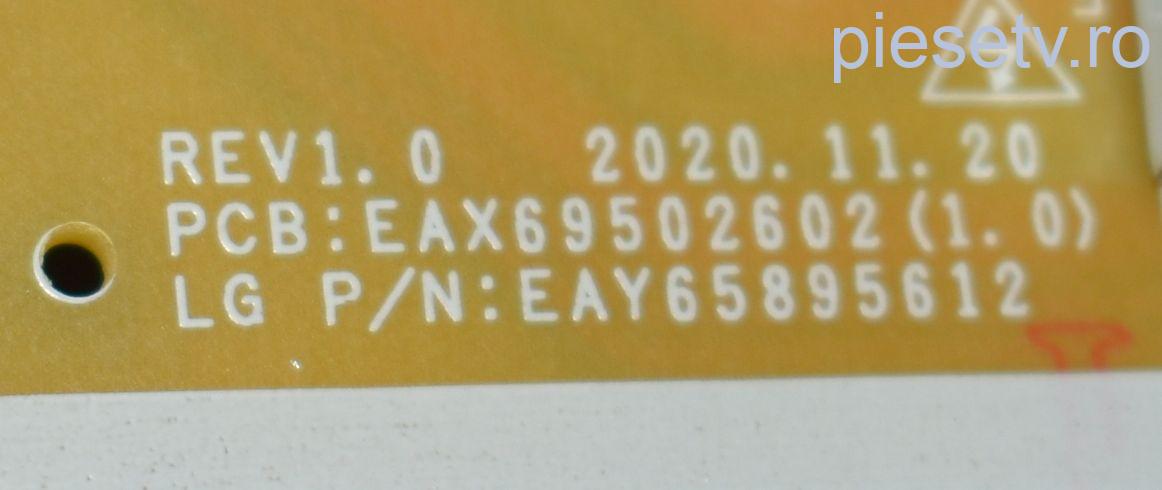 piesetv.ro
REV1.0 2020.11.20
PCB:EAX69502602(1.0)
LG P/N:EAY65895612